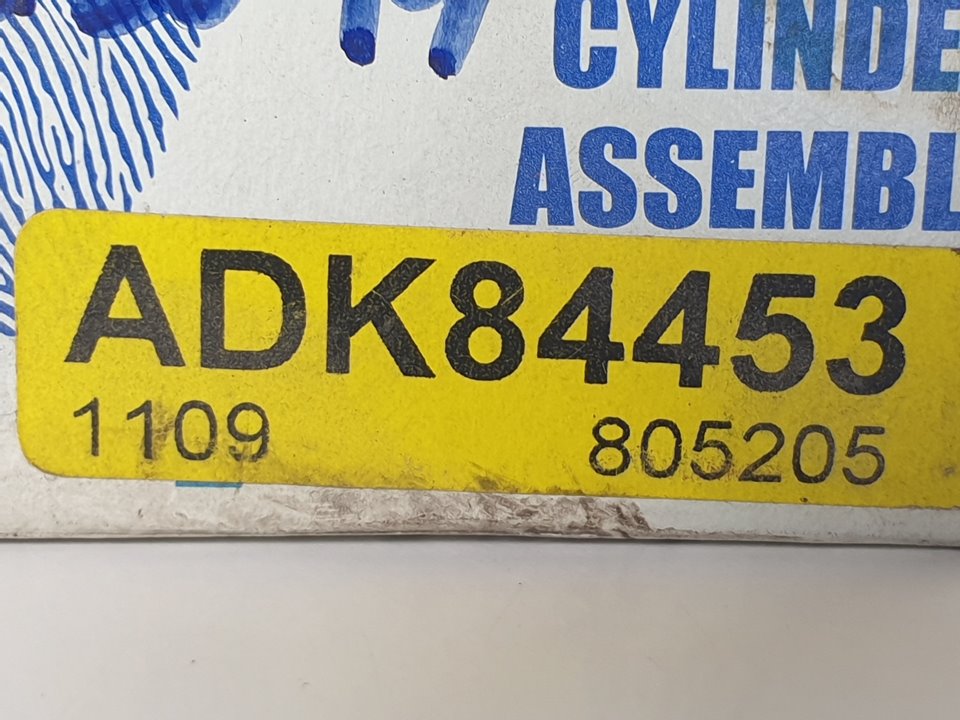 CYLINDE
ASSEMBL
ADK84453
1109 805205